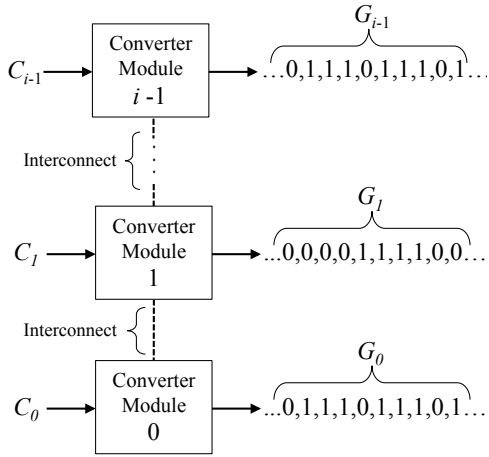 G_{i-1}
C_{i-1}
Converter
Module
i -1
...0,1,1,1,0,1,1,1,0,1...
Interconnect
G_1
C_1
Converter
Module
1
...0,0,0,0,1,1,1,1,0,0...
Interconnect
G_0
C_0
Converter
Module
0
...0,1,1,1,0,1,1,1,0,1...